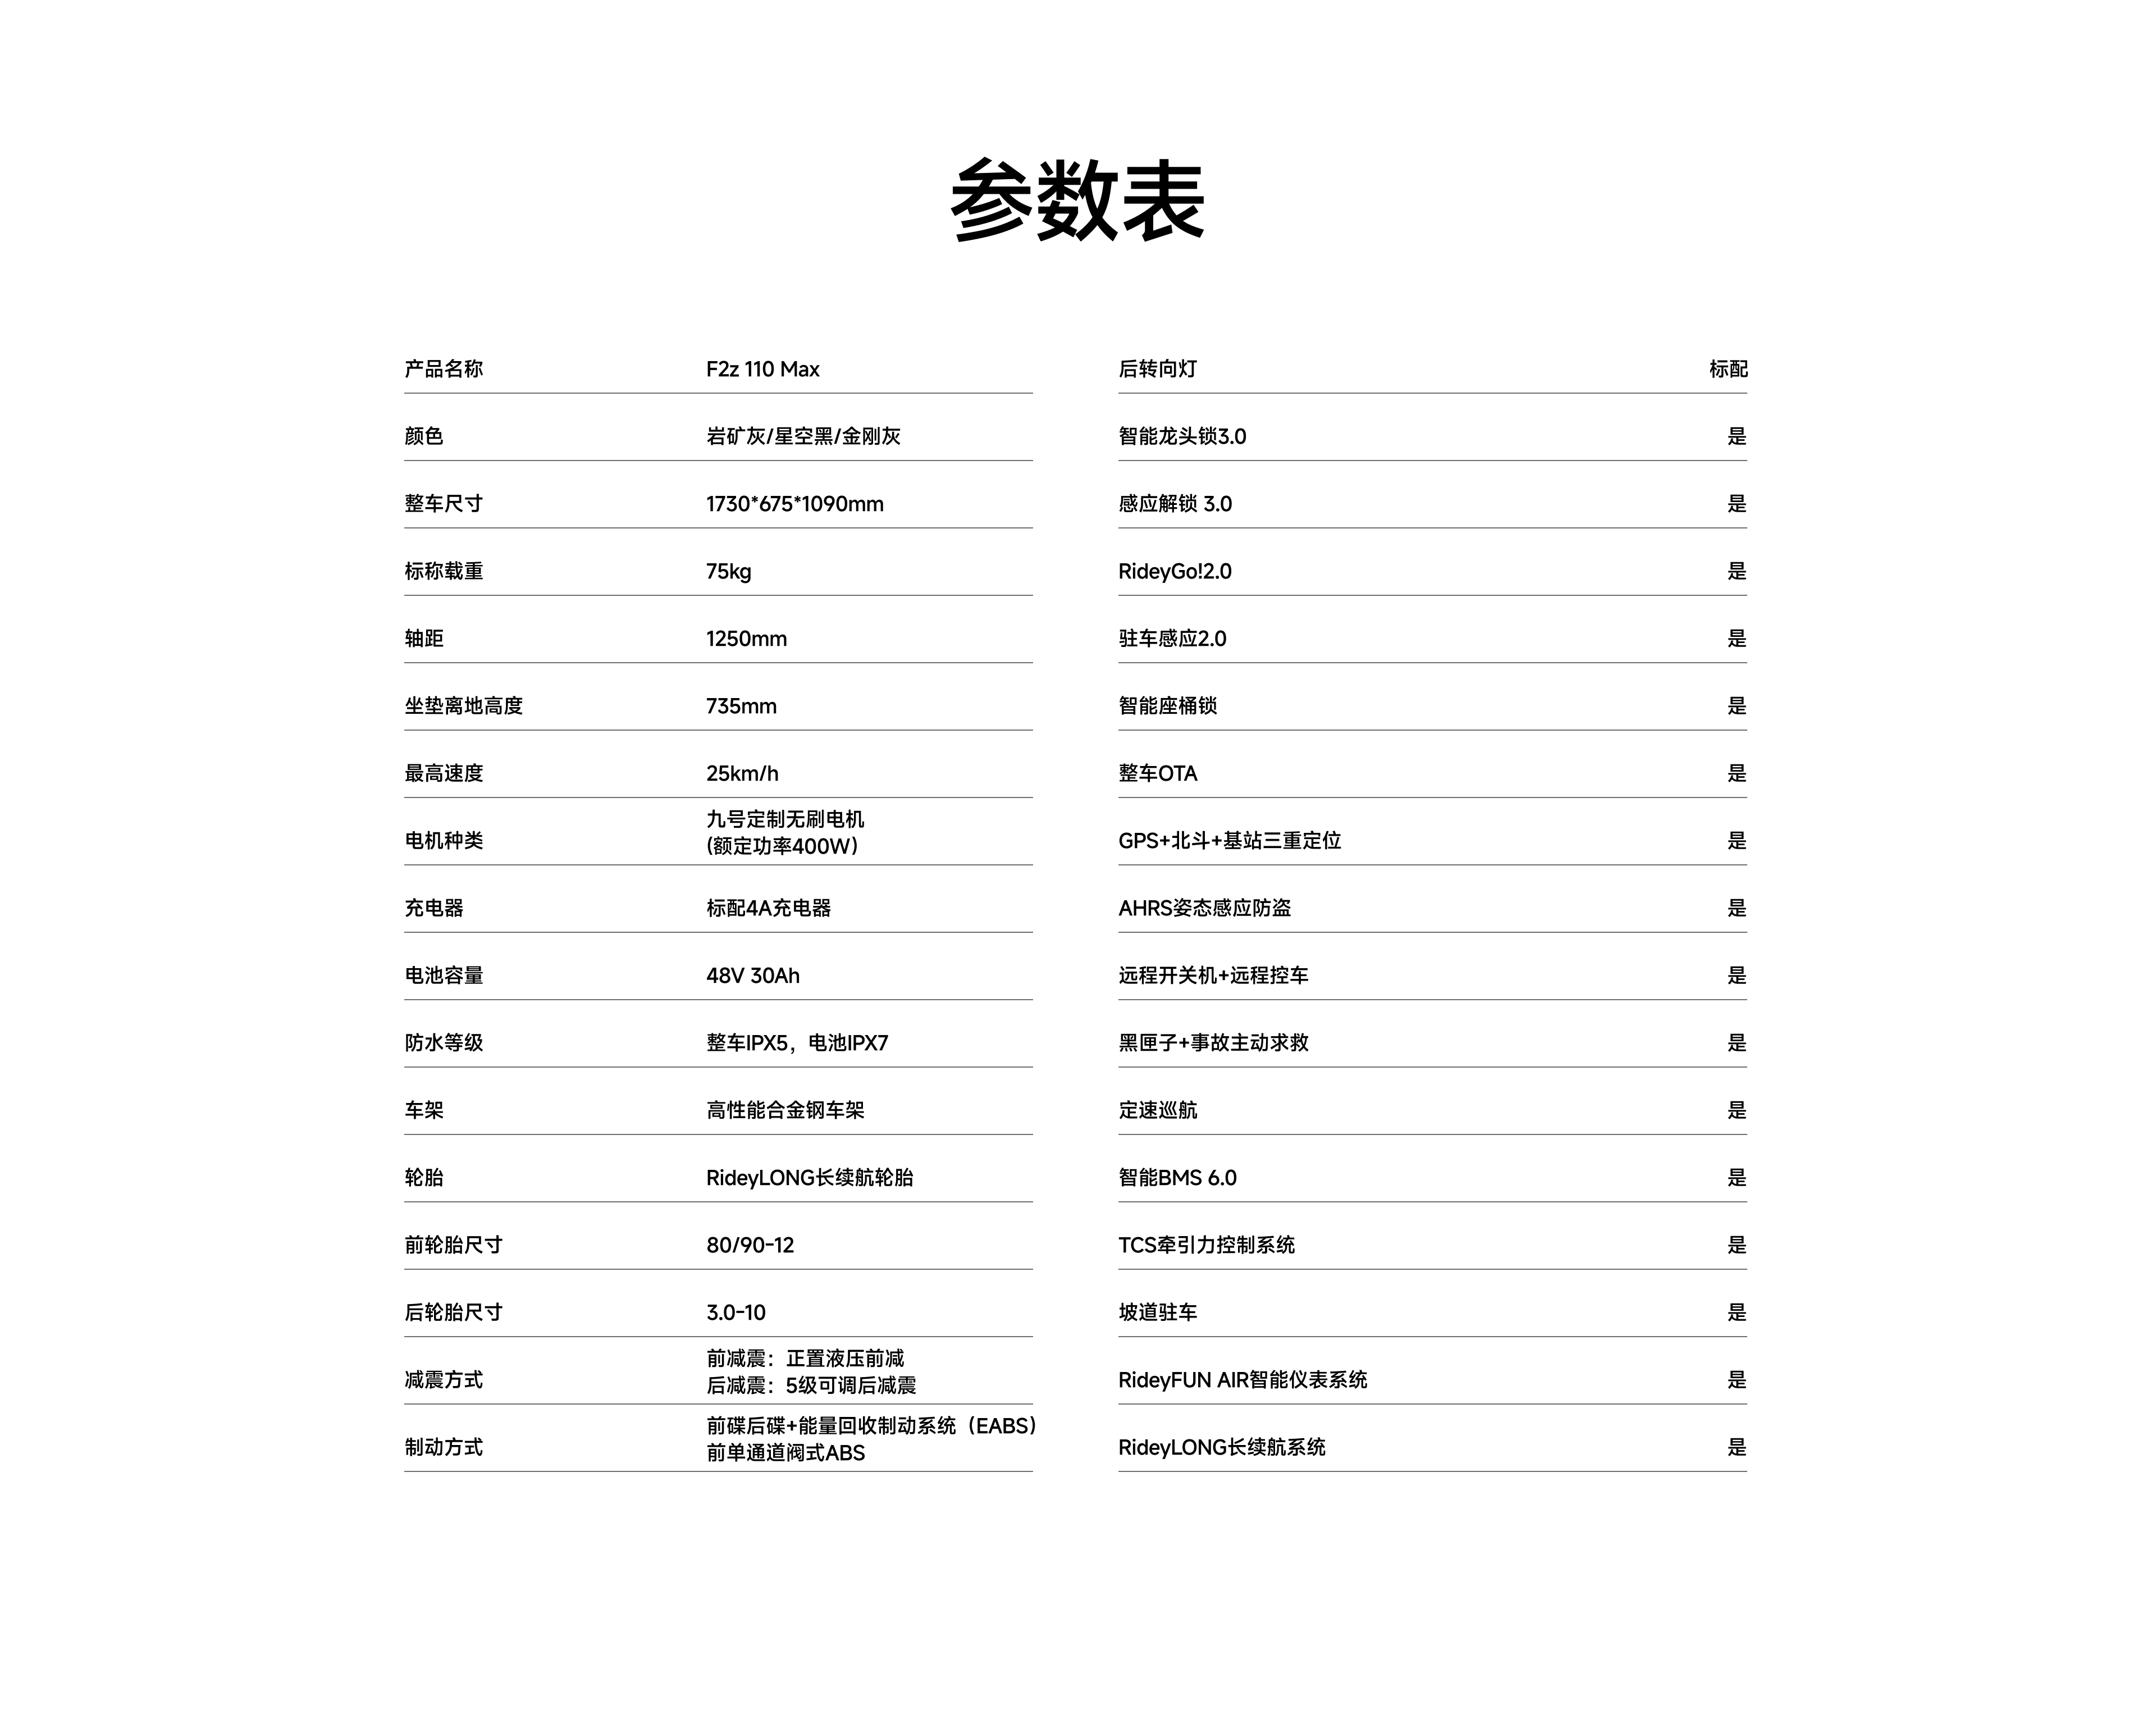 参数表
产品名称 F2z 110 Max
颜色 岩矿灰/星空黑/金刚灰
整车尺寸 1730*675*1090mm
标称载重 75kg
轴距 1250mm
坐垫离地高度 735mm
最高速度 25km/h
电机种类 九号定制无刷电机
(额定功率400W)
充电器 标配4A充电器
电池容量 48V 30Ah
防水等级 整车IPX5，电池IPX7
车架 高性能合金钢车架
轮胎 RideyLONG长续航轮胎
前轮胎尺寸 80/90-12
后轮胎尺寸 3.0-10
减震方式 前减震：正置液压前减
后减震：5级可调后减震
制动方式 前碟后碟+能量回收制动系统（EABS）
前单通道阀式ABS
后转向灯 标配
智能龙头锁3.0 是
感应解锁 3.0 是
RideyGo!2.0 是
驻车感应2.0 是
智能座桶锁 是
整车OTA 是
GPS+北斗+基站三重定位 是
AHRS姿态感应防盗 是
远程开关机+远程控车 是
黑匣子+事故主动求救 是
定速巡航 是
智能BMS 6.0 是
TCS牵引力控制系统 是
坡道驻车 是
RideyFUN AIR智能仪表系统 是
RideyLONG长续航系统 是